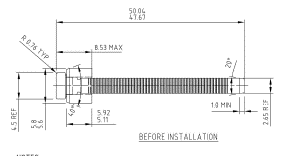 50.04
47.67
R 0.76 TYP
8.53 MAX
20°
4.5 REF
5.8
5.6
40°
5.92
5.11
1.0 MIN
2.65 REF
BEFORE INSTALLATION